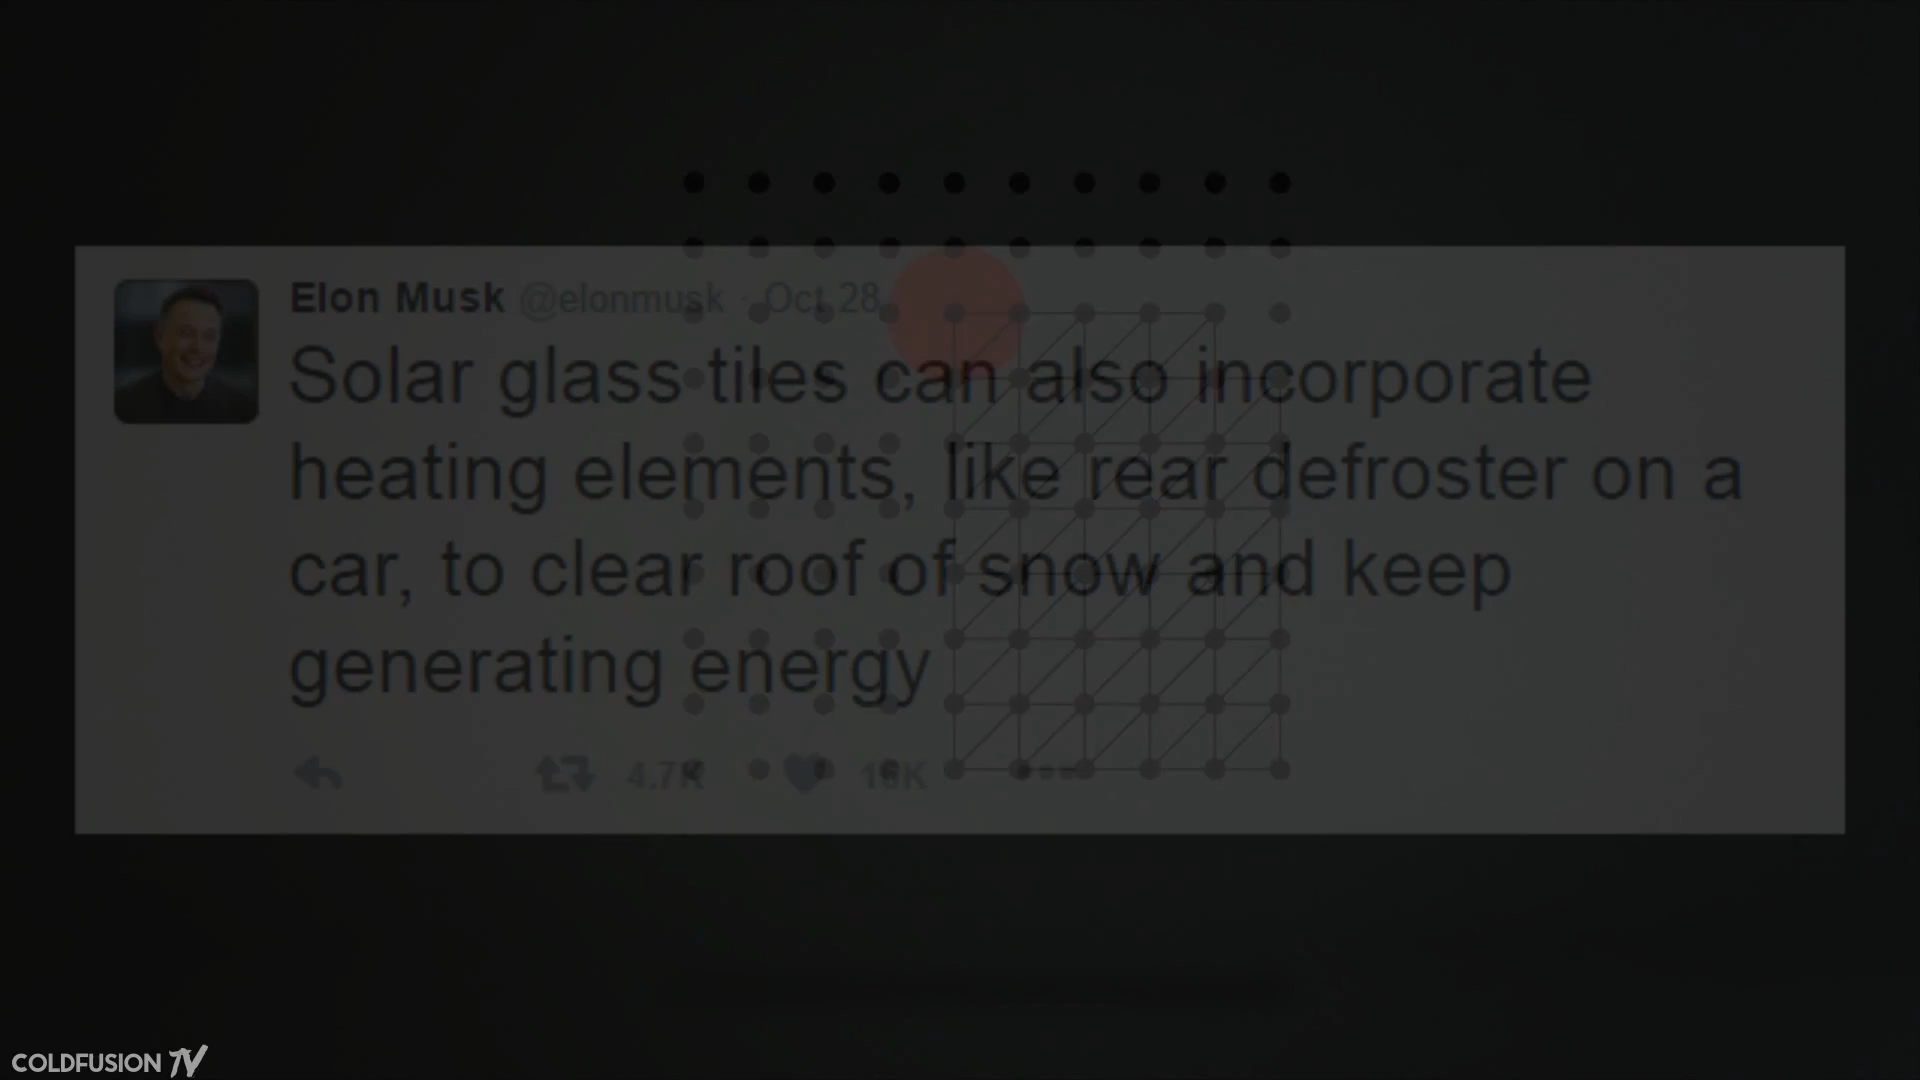 Elon Musk @elonmusk · Oct 28
Solar glass tiles can also incorporate
heating elements, like rear defroster on a
car, to clear roof of snow and keep
generating energy
4.7K 16K
COLDFUSION TV